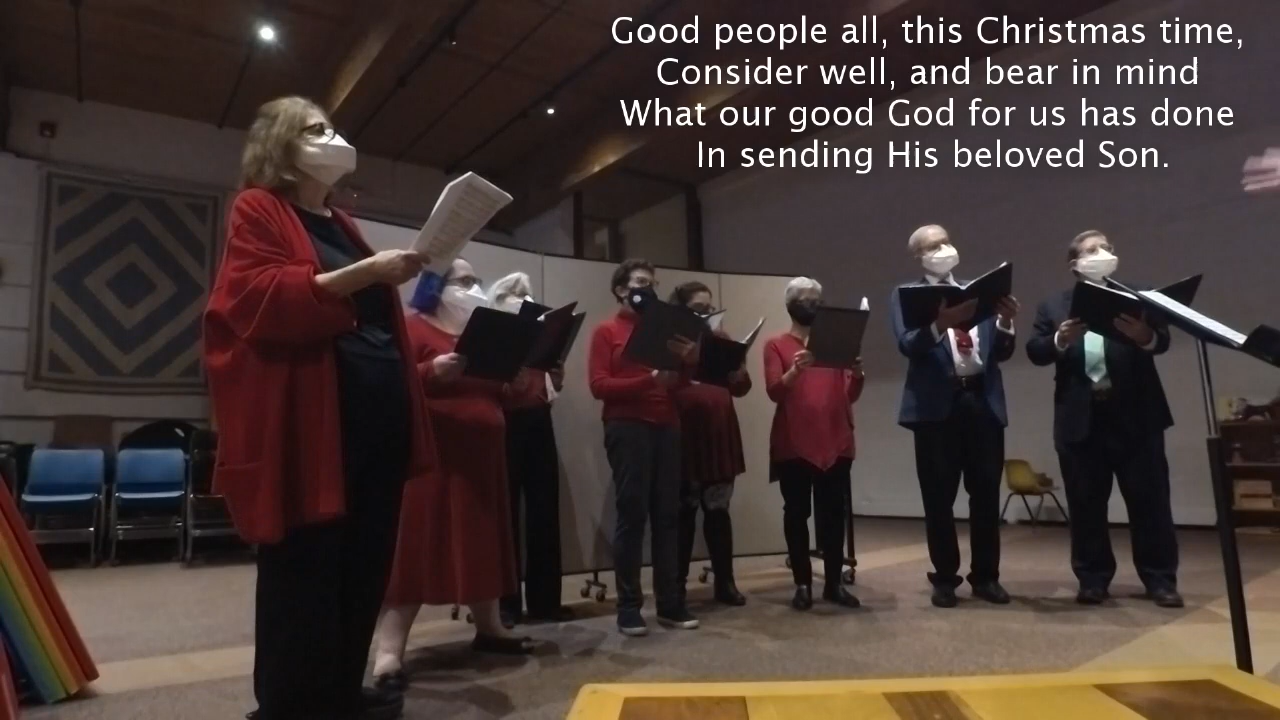 Good people all, this Christmas time,
Consider well, and bear in mind
What our good God for us has done
In sending His beloved Son.